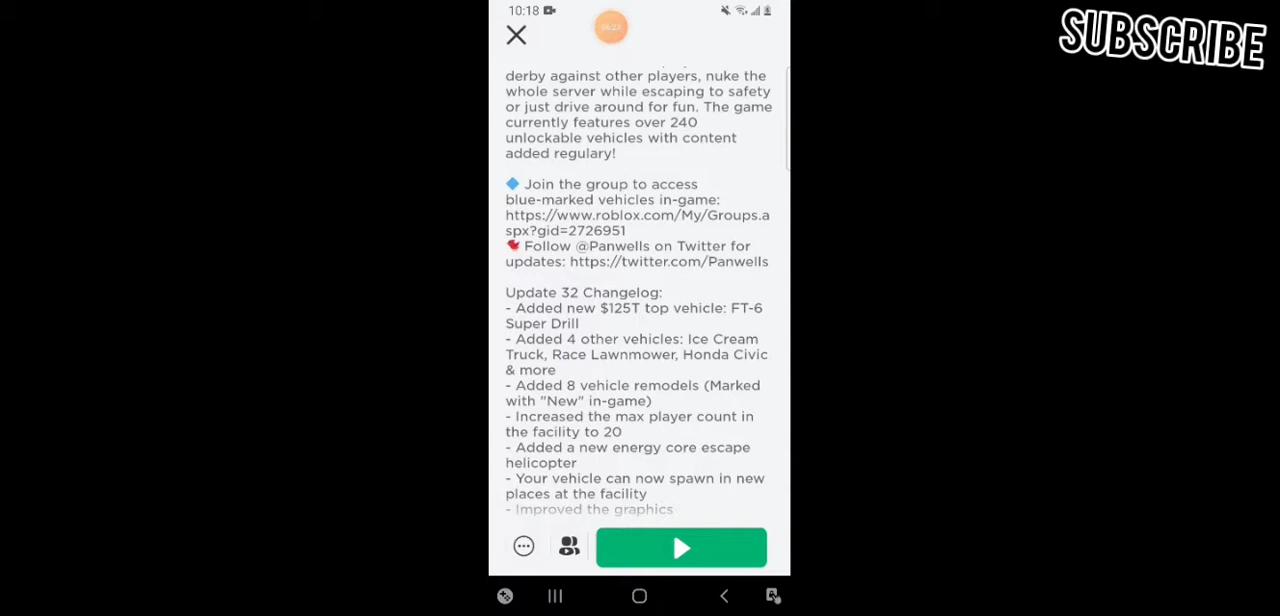 10:18
SUBSCRIBE
derby against other players, nuke the
whole server while escaping to safety
or just drive around for fun. The game
currently features over 240
unlockable vehicles with content
added regulary!
Join the group to access
blue-marked vehicles in-game:
https://www.roblox.com/My/Groups.a
spx?gid=2726951
Follow @Panwells on Twitter for
updates: https://twitter.com/Panwells
Update 32 Changelog:
- Added new $125T top vehicle: FT-6
Super Drill
- Added 4 other vehicles: Ice Cream
Truck, Race Lawnmower, Honda Civic
& more
- Added 8 vehicle remodels (Marked
with "New" in-game)
- Increased the max player count in
the facility to 20
- Added a new energy core escape
helicopter
- Your vehicle can now spawn in new
places at the facility
- Improved the graphics